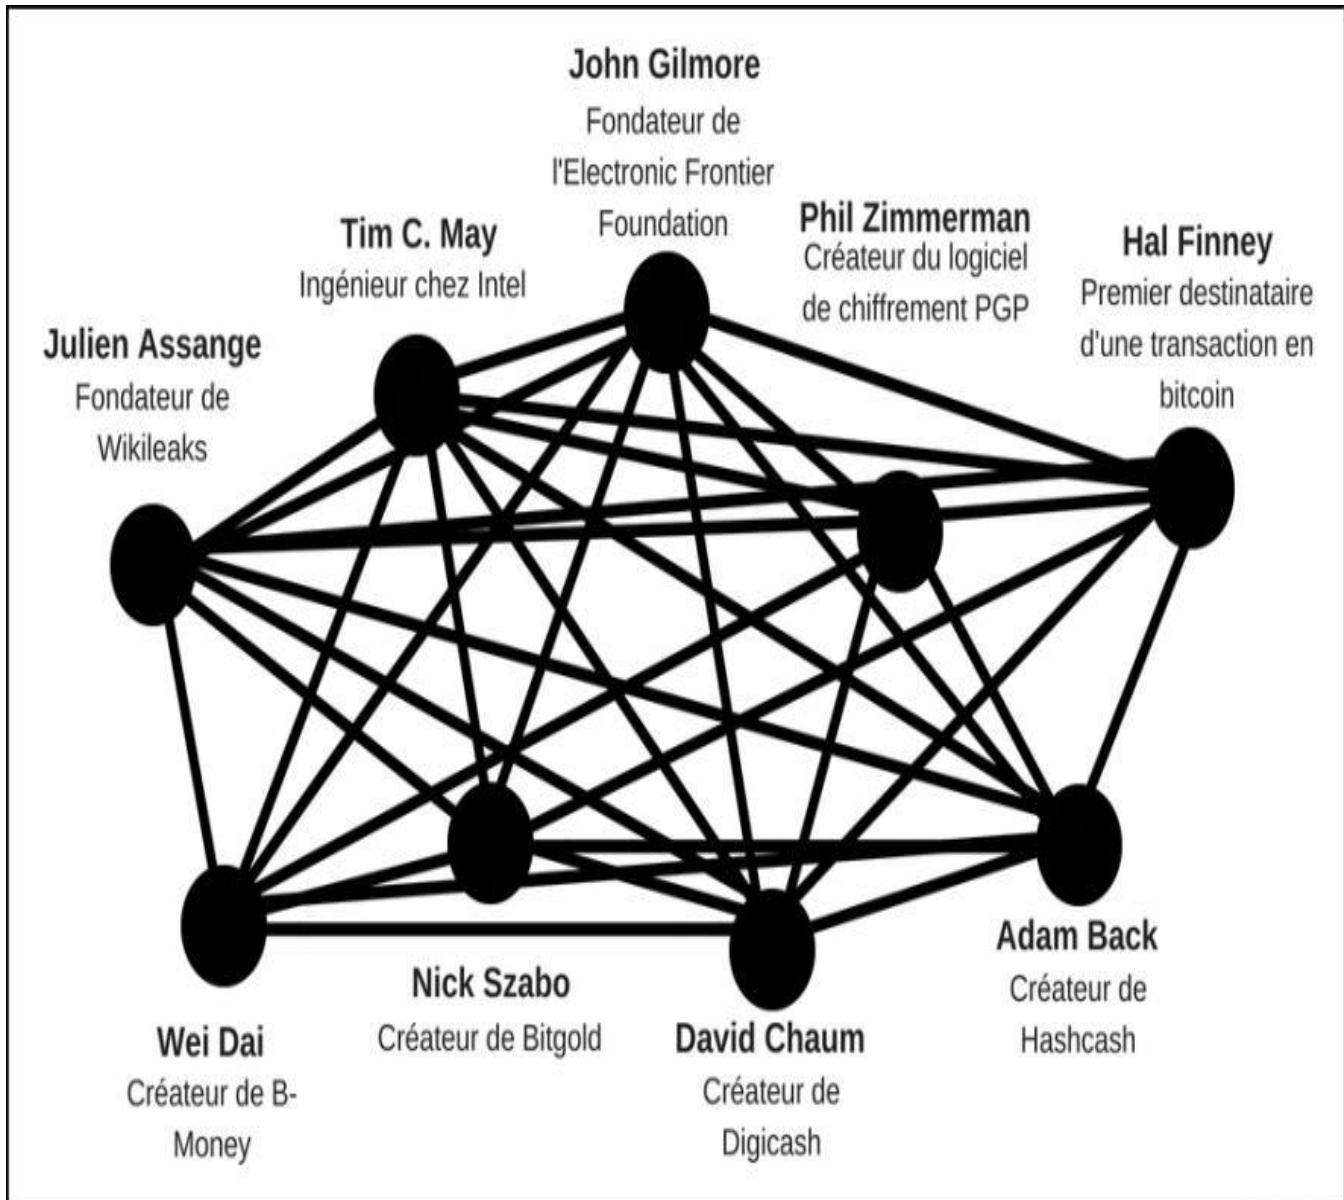 John Gilmore
Fondateur de
l'Electronic Frontier
Foundation
Tim C. May
Ingénieur chez Intel
Phil Zimmerman
Créateur du logiciel
de chiffrement PGP
Hal Finney
Premier destinataire
d'une transaction en
bitcoin
Julien Assange
Fondateur de
Wikileaks
Wei Dai
Créateur de B-
Money
Nick Szabo
Créateur de Bitgold
David Chaum
Créateur de
Digicash
Adam Back
Créateur de
Hashcash